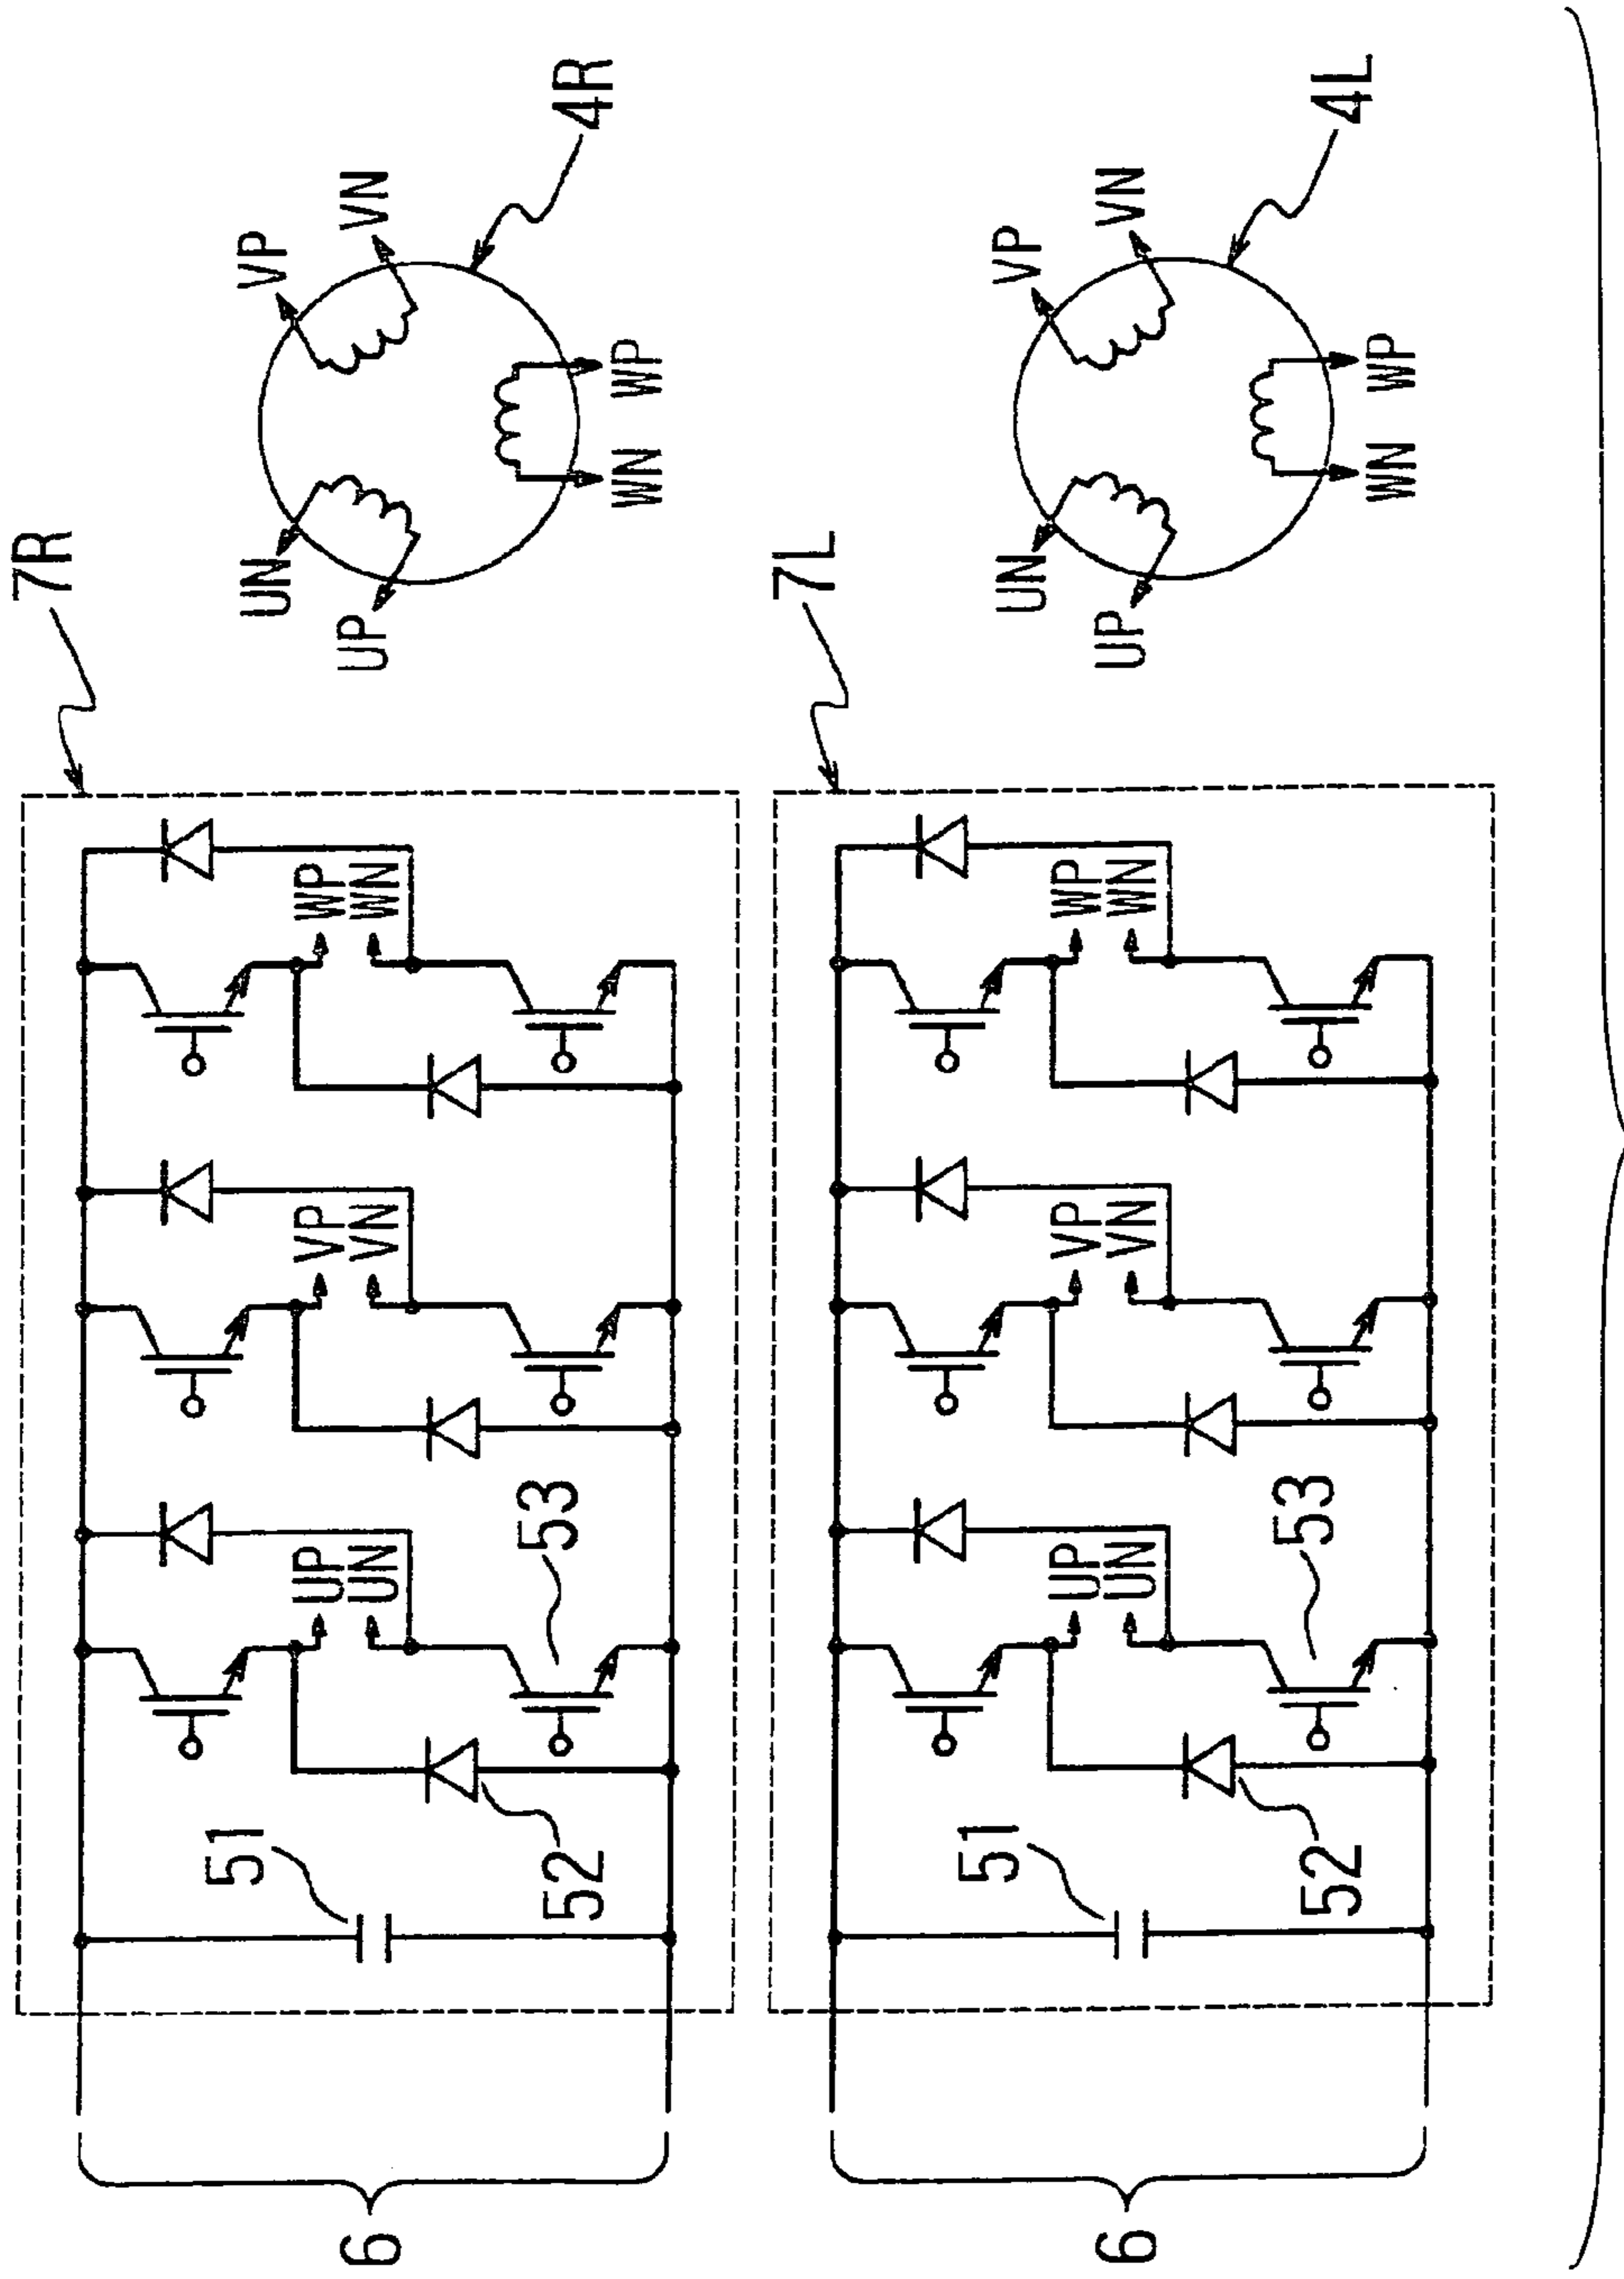 7R
51
UN VP
UP VP WP
UP VN
6 UN VN WN
53
52
4R
WN WP
7L
51
UN VP
UP VP WP
UP VN
6 UN VN WN
53
52
4L
WN WP